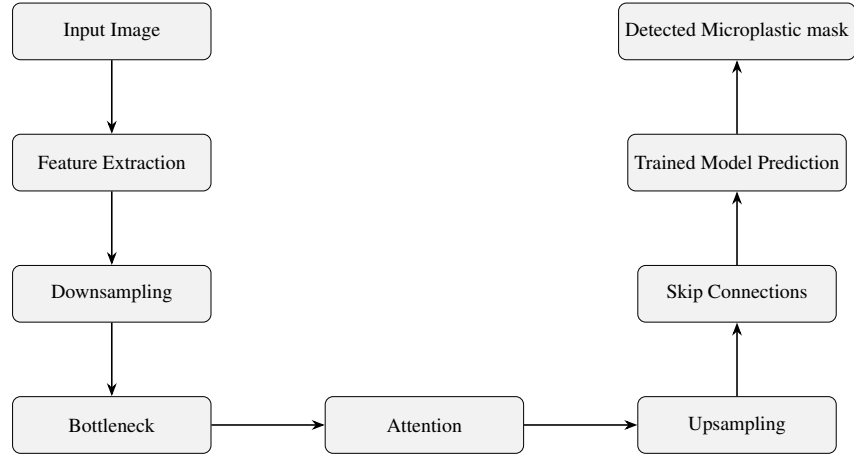 Input Image
Detected Microplastic mask
Feature Extraction
Trained Model Prediction
Downsampling
Skip Connections
Bottleneck
Attention
Upsampling